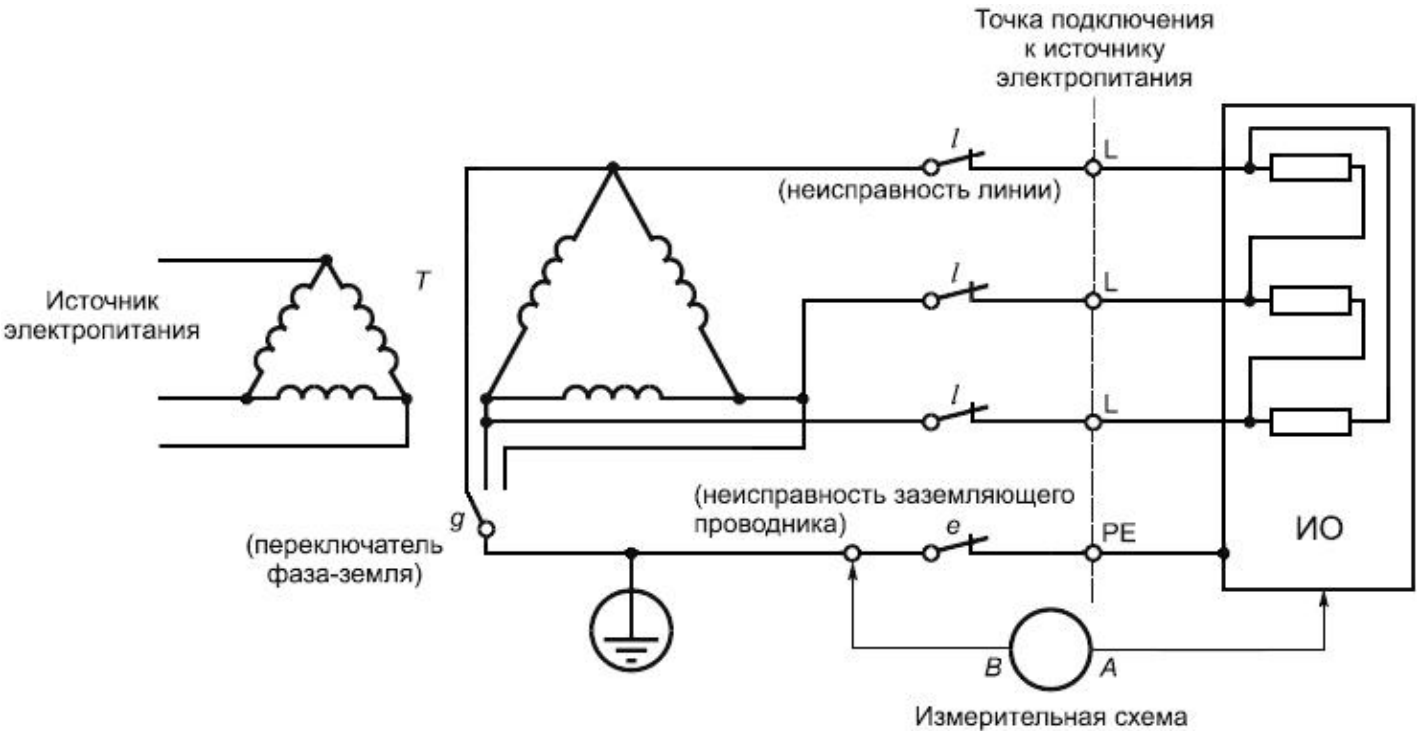 Точка подключения
к источнику
электропитания
l
L
(неисправность линии)
T
l
L
Источник
электропитания
l
L
(неисправность заземляющего
проводника)
e
PE
ИО
g
(переключатель
фаза-земля)
B
A
Измерительная схема